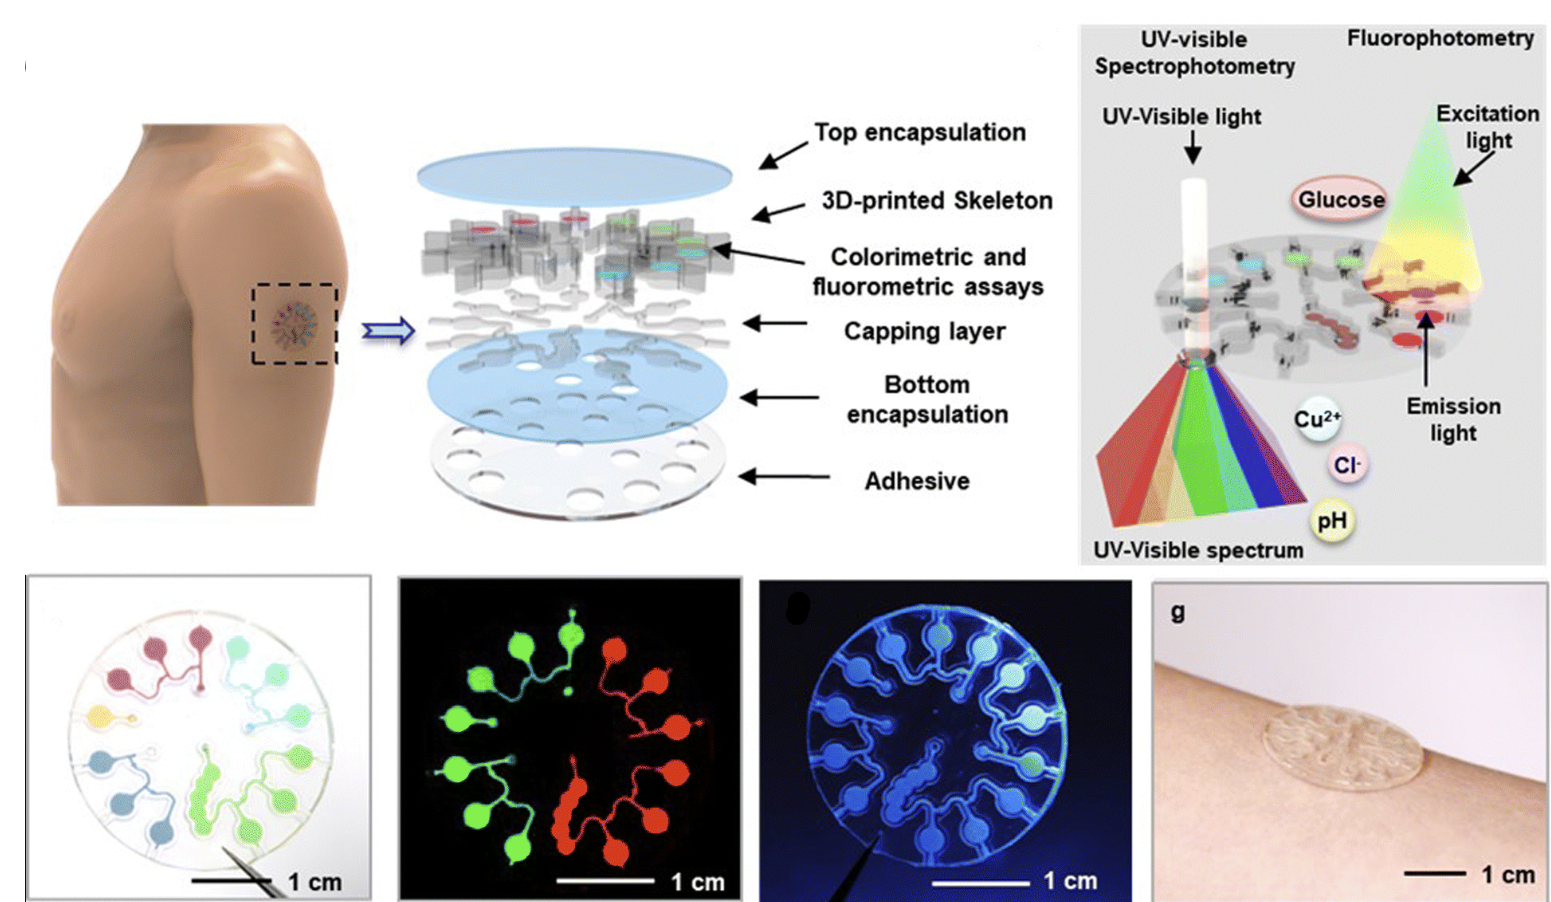 Top encapsulation
3D-printed Skeleton
Colorimetric and
fluorometric assays
Capping layer
Bottom
encapsulation
Adhesive
UV-visible
Spectrophotometry
Fluorophotometry
UV-Visible light
Excitation
light
Glucose
Cu²⁺
Cl⁻
pH
Emission
light
UV-Visible spectrum
1 cm
1 cm
1 cm
g
1 cm